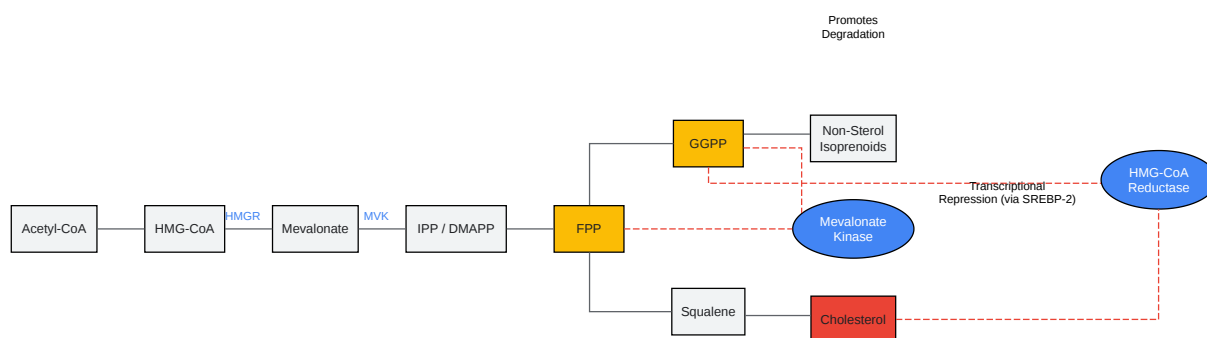 Promotes
Degradation
Non-Sterol
Isoprenoids
GGPP
HMG-CoA
Reductase
Transcriptional
Repression (via SREBP-2)
Acetyl-CoA
HMG-CoA
HMGR
Mevalonate
MVK
IPP / DMAPP
FPP
Mevalonate
Kinase
Squalene
Cholesterol